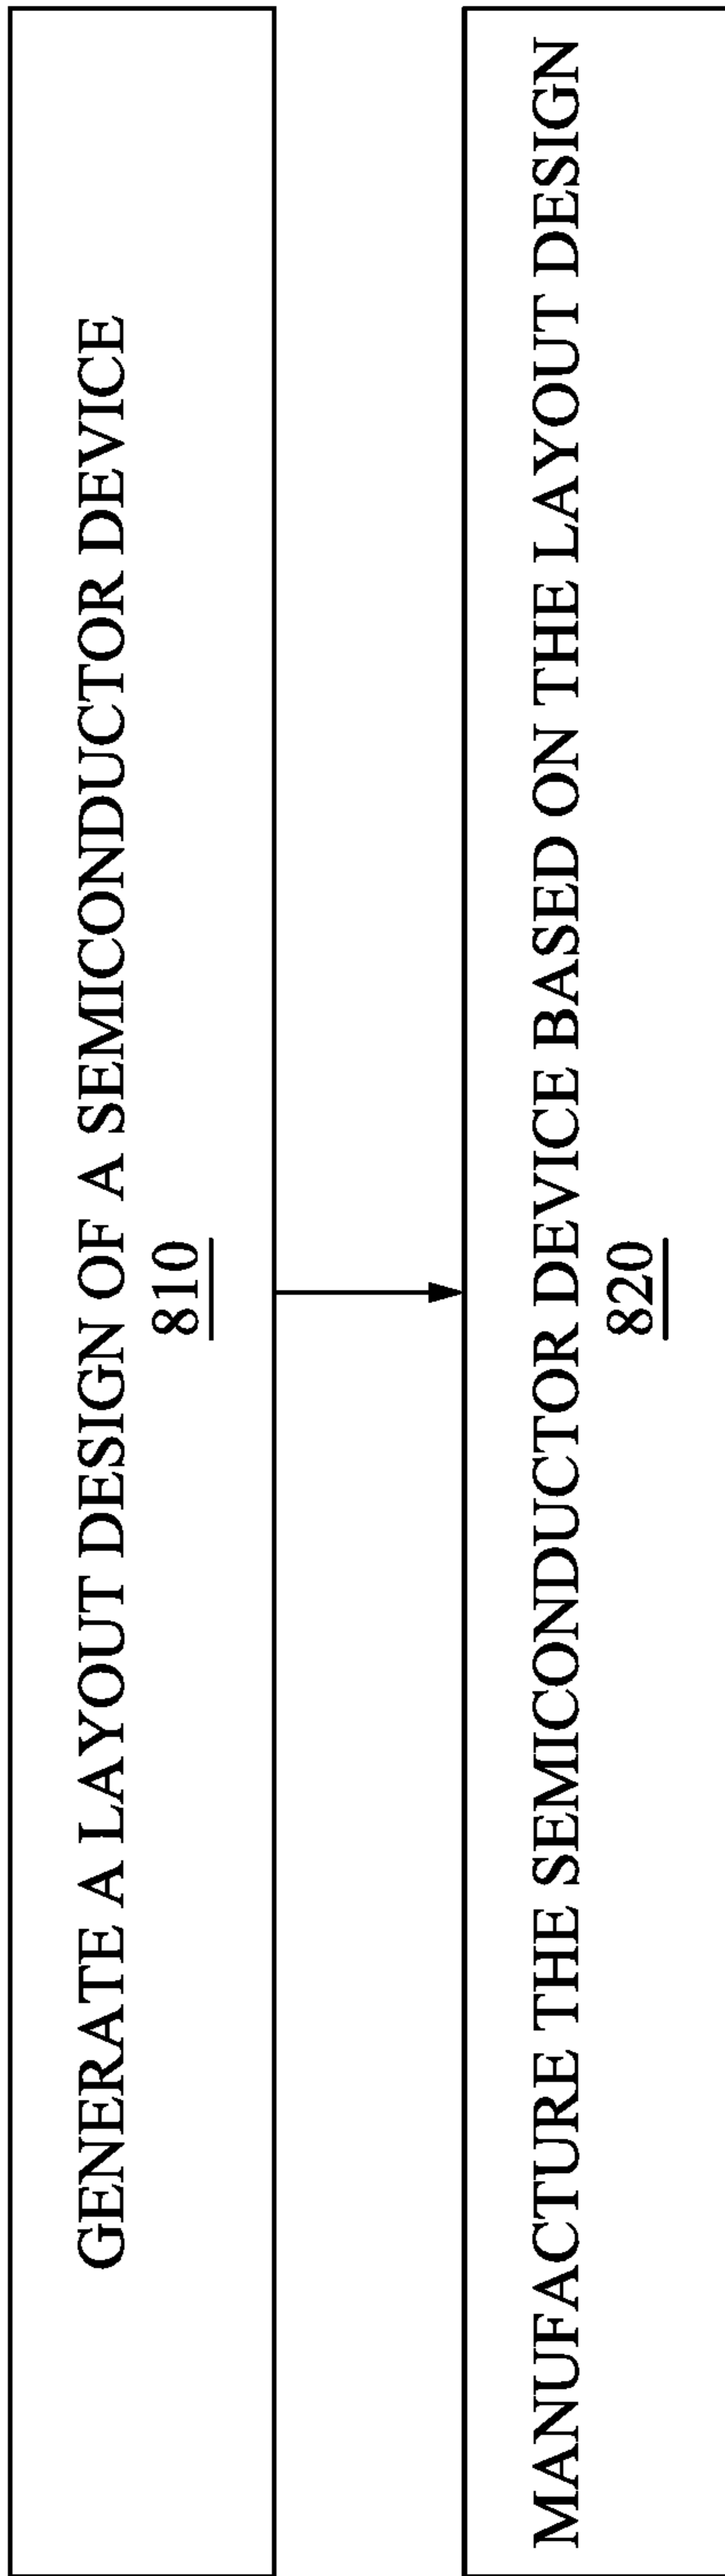 GENERATE A LAYOUT DESIGN OF A SEMICONDUCTOR DEVICE
810
MANUFACTURE THE SEMICONDUCTOR DEVICE BASED ON THE LAYOUT DESIGN
820